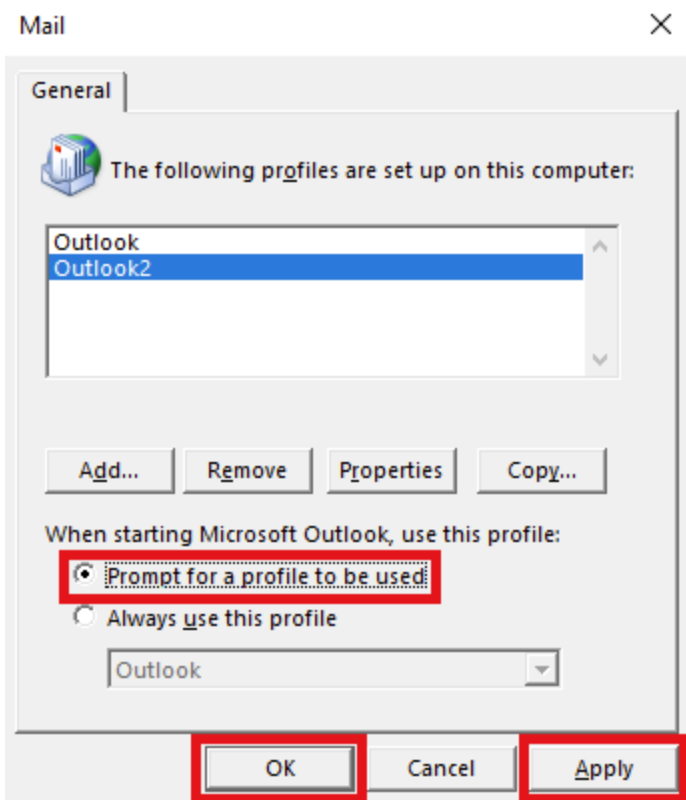 Mail
General
The following profiles are set up on this computer:
Outlook
Outlook2
Add... Remove Properties Copy...
When starting Microsoft Outlook, use this profile:
Prompt for a profile to be used
Always use this profile
Outlook
OK Cancel Apply